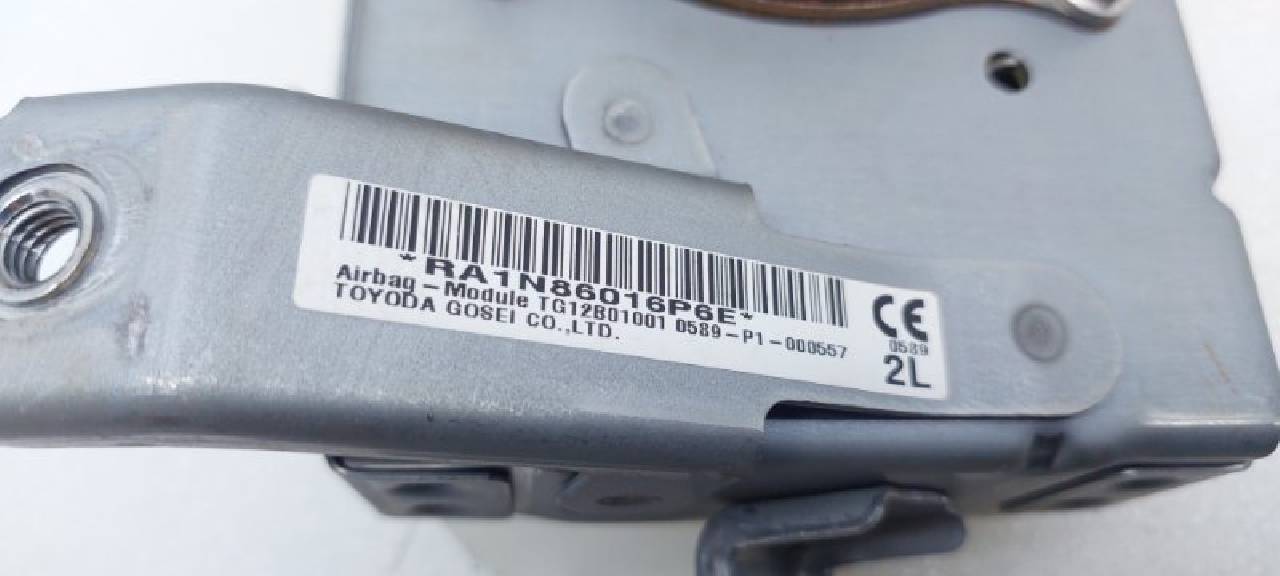 *RA1N86016P6E*
Airbag-Module TG12B01001 0589-P1-000557
TOYODA GOSEI CO.,LTD.
CE
0589
2L